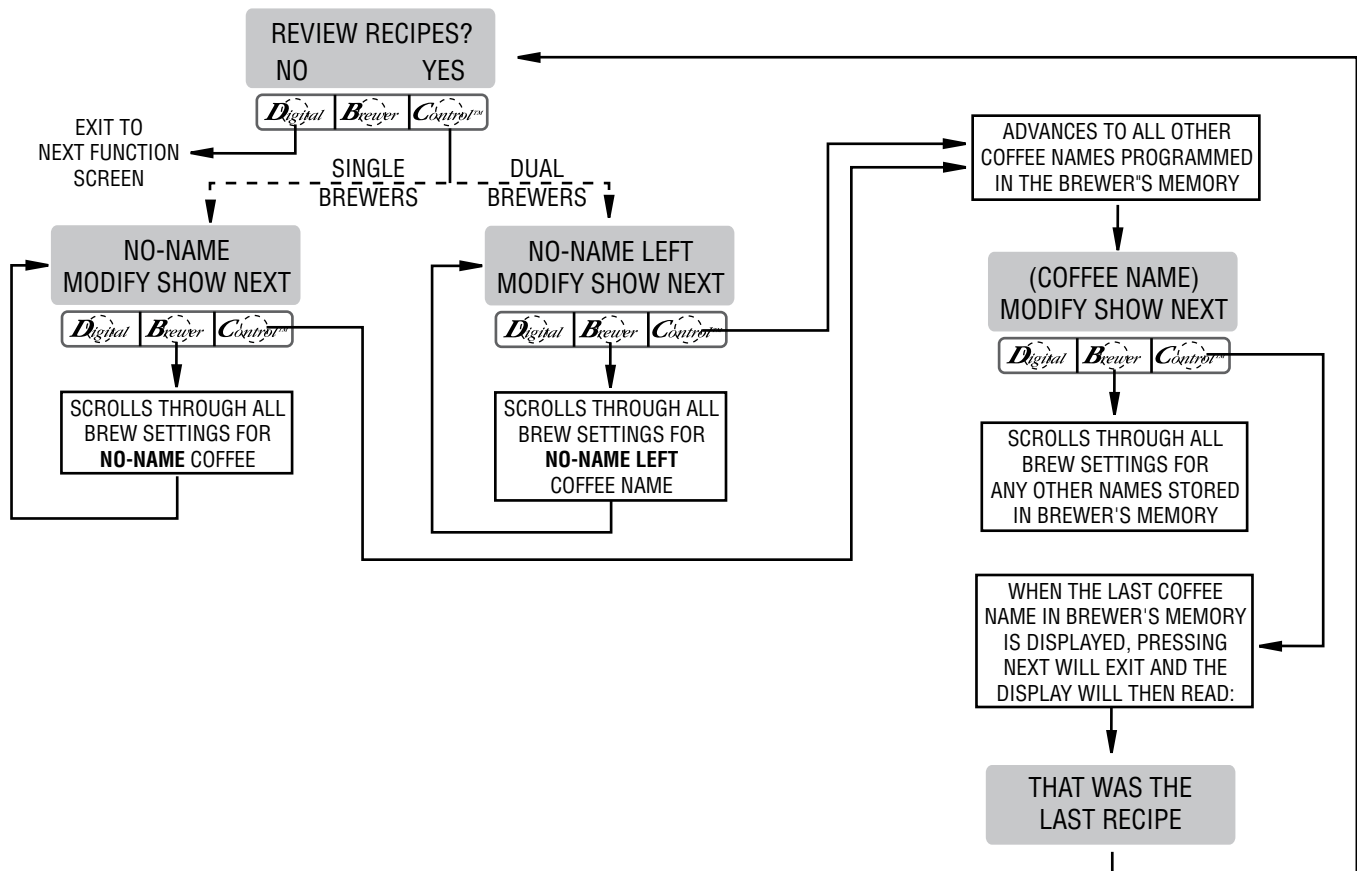 REVIEW RECIPES?
NO YES
Digital Brewer Control™
EXIT TO
NEXT FUNCTION
SCREEN
SINGLE
BREWERS
DUAL
BREWERS
NO-NAME
MODIFY SHOW NEXT
Digital Brewer Control™
SCROLLS THROUGH ALL
BREW SETTINGS FOR
NO-NAME COFFEE
NO-NAME LEFT
MODIFY SHOW NEXT
Digital Brewer Control™
SCROLLS THROUGH ALL
BREW SETTINGS FOR
NO-NAME LEFT
COFFEE NAME
ADVANCES TO ALL OTHER
COFFEE NAMES PROGRAMMED
IN THE BREWER"S MEMORY
(COFFEE NAME)
MODIFY SHOW NEXT
Digital Brewer Control™
SCROLLS THROUGH ALL
BREW SETTINGS FOR
ANY OTHER NAMES STORED
IN BREWER'S MEMORY
WHEN THE LAST COFFEE
NAME IN BREWER'S MEMORY
IS DISPLAYED, PRESSING
NEXT WILL EXIT AND THE
DISPLAY WILL THEN READ:
THAT WAS THE
LAST RECIPE